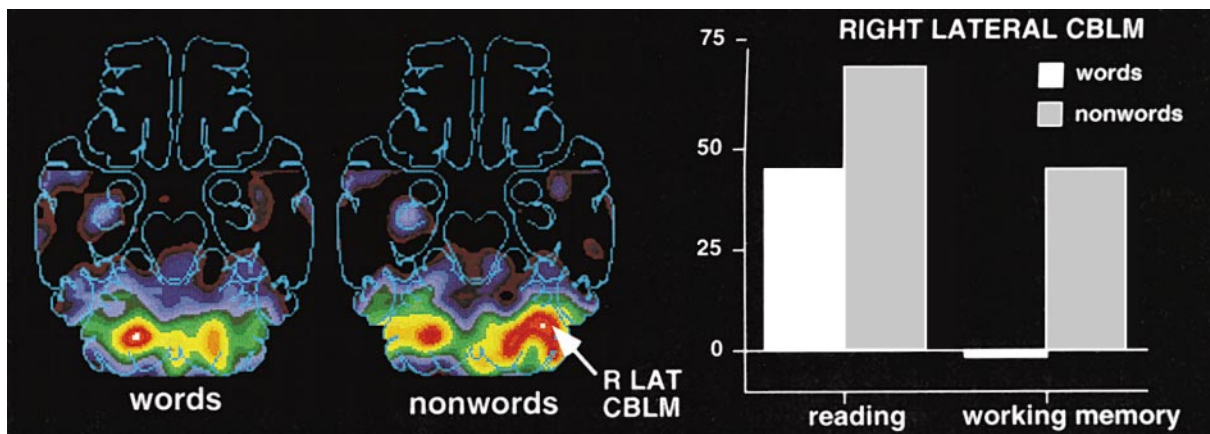 words
nonwords
R LAT
CBLM
RIGHT LATERAL CBLM
words
nonwords
75
50
25
0
reading
working memory